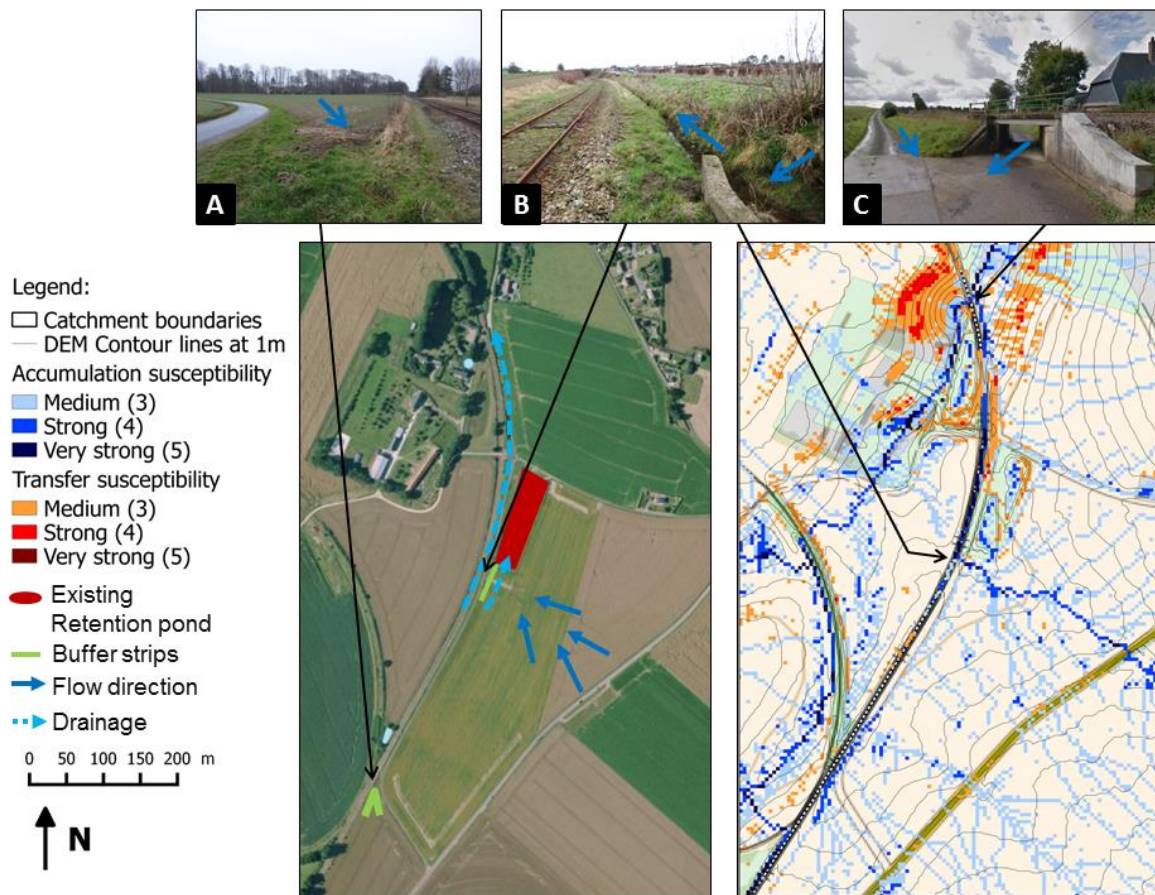 A
B
C
Legend:
Catchment boundaries
DEM Contour lines at 1m
Accumulation susceptibility
Medium (3)
Strong (4)
Very strong (5)
Transfer susceptibility
Medium (3)
Strong (4)
Very strong (5)
Existing
Retention pond
Buffer strips
Flow direction
Drainage
0 50 100 150 200 m
N